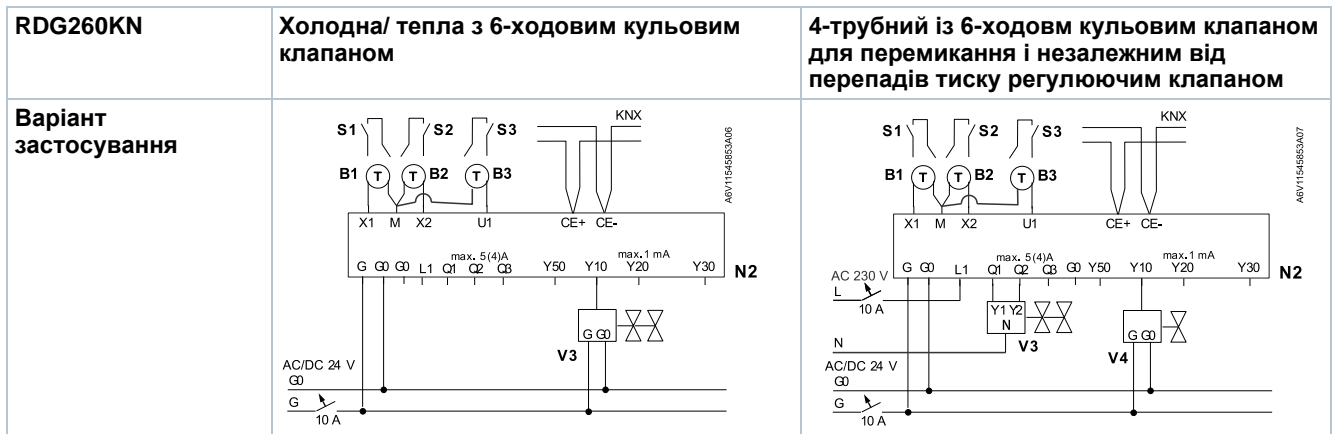 RDG260KN
Холодна/ тепла з 6-ходовим кульовим
клапаном
4-трубний із 6-ходовм кульовим клапаном
для перемикання і незалежним від
перепадів тиску регулюючим клапаном
Варіант
застосування
S1 S2 S3 KNX
B1 T T B2 T B3
A6V11545853A06
X1 M X2 U1 CE+ CE-
max. 5(4)A max. 1 mA
G G0 G0 L1 Q1 Q2 Q3 Y50 Y10 Y20 Y30
N2
G G0
V3
AC/DC 24 V
G0
G
10 A
S1 S2 S3 KNX
B1 T T B2 T B3
A6V11545853A07
X1 M X2 U1 CE+ CE-
max. 5(4)A max. 1 mA
G G0 L1 Q1 Q2 Q3 G0 Y50 Y10 Y20 Y30
N2
AC 230 V
L
10 A
Y1 Y2
N
V3
G G0
V4
N
AC/DC 24 V
G0
G
10 A